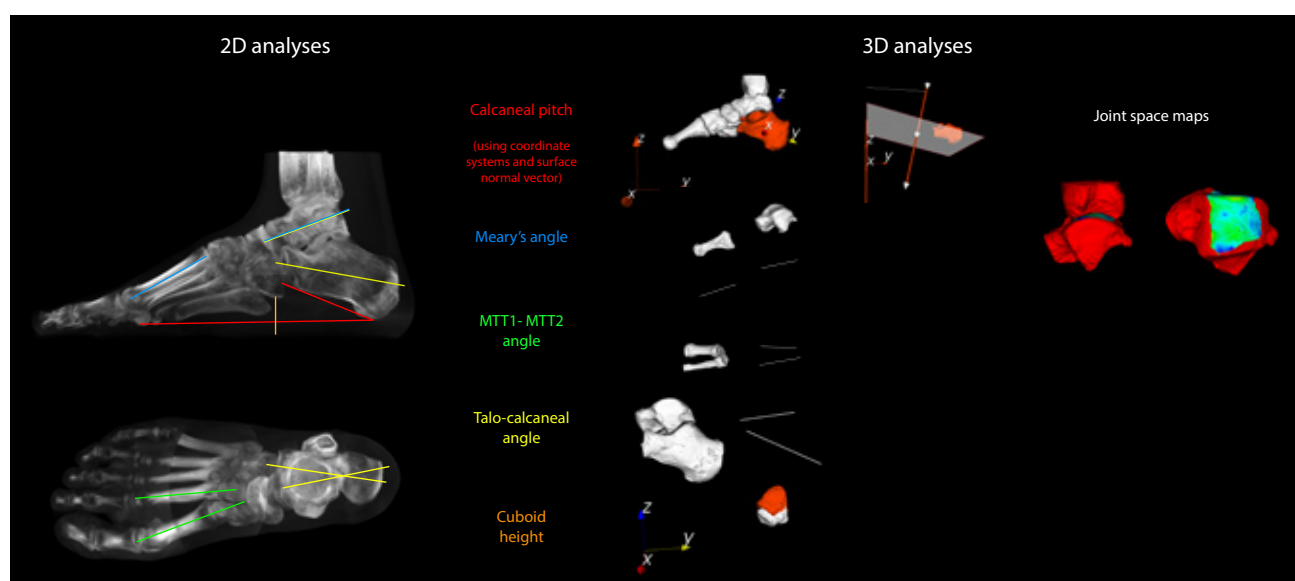 2D analyses
3D analyses
Calcaneal pitch
(using coordinate
systems and surface
normal vector)
Joint space maps
z
x
y
z
x
y
z
x y
Meary's angle
MTT1- MTT2
angle
Talo-calcaneal
angle
Cuboid
height
z
y
x